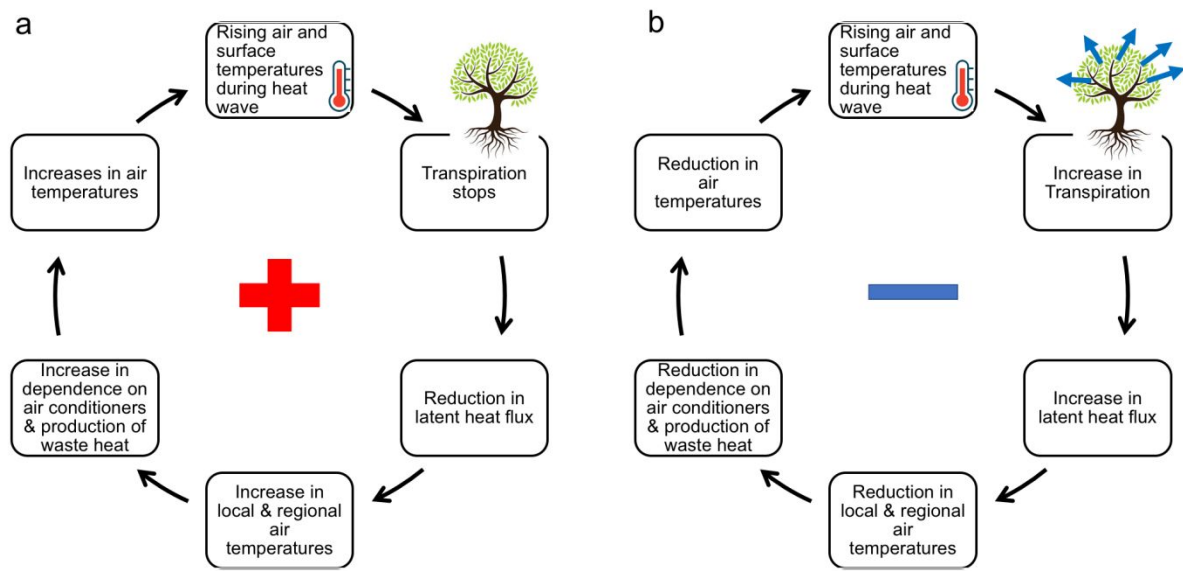 a
Rising air and
surface
temperatures
during heat
wave
Transpiration
stops
Reduction in
latent heat flux
Increase in
local & regional
air
temperatures
Increase in
dependence on
air conditioners
& production of
waste heat
Increases in air
temperatures
b
Rising air and
surface
temperatures
during heat
wave
Increase in
Transpiration
Increase in
latent heat flux
Reduction in
local & regional
air
temperatures
Reduction in
dependence on
air conditioners
& production of
waste heat
Reduction in
air
temperatures